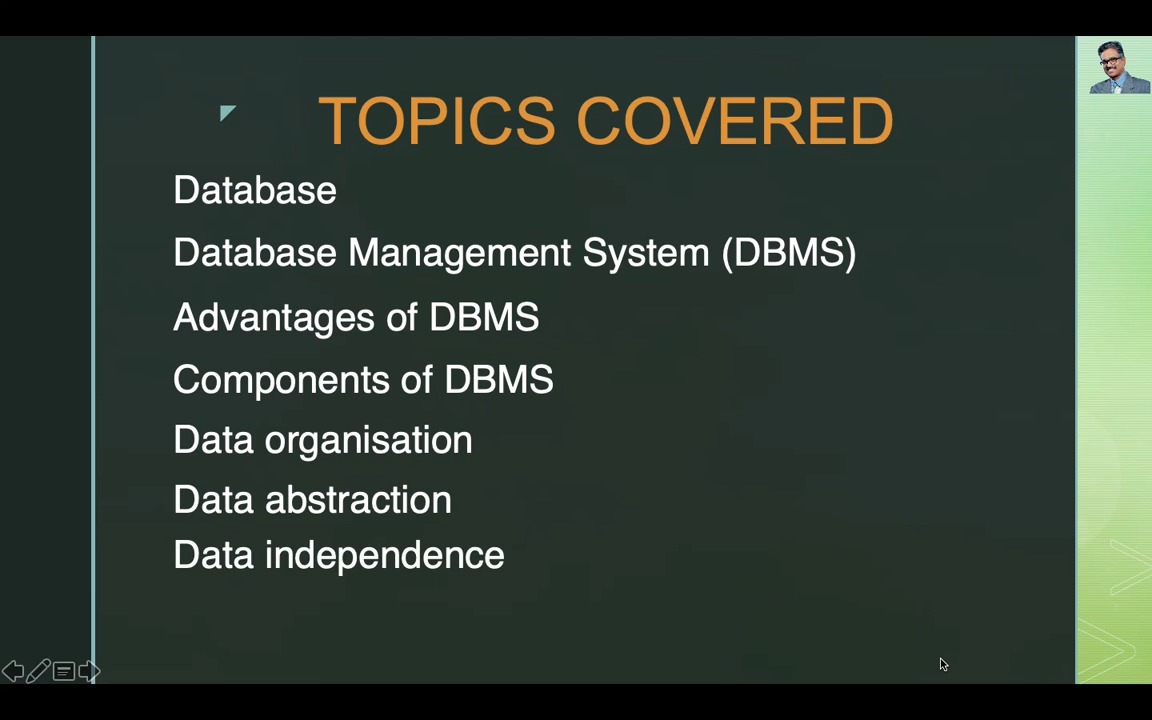 TOPICS COVERED
Database
Database Management System (DBMS)
Advantages of DBMS
Components of DBMS
Data organisation
Data abstraction
Data independence